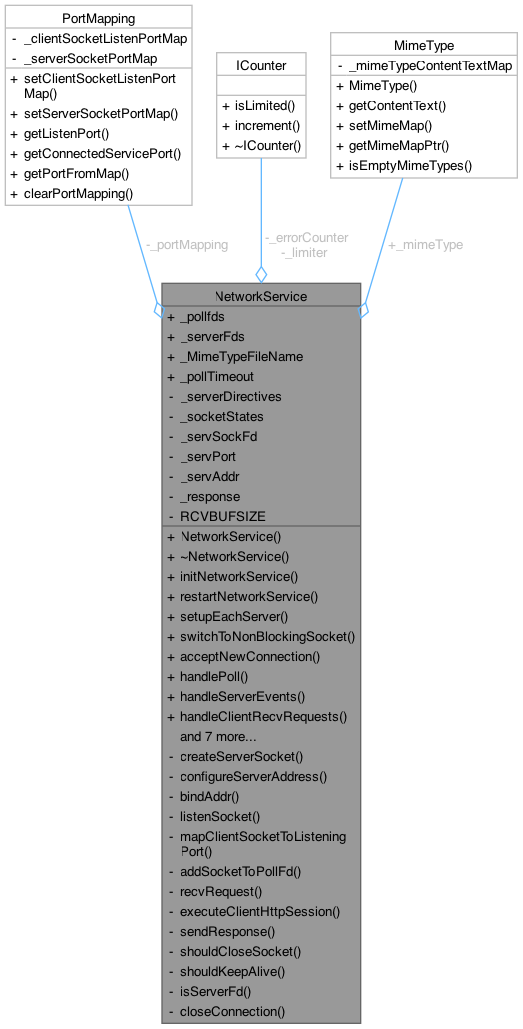 PortMapping
- _clientSocketListenPortMap
- _serverSocketPortMap
+ setClientSocketListenPort
Map()
+ setServerSocketPortMap()
+ getListenPort()
+ getConnectedServicePort()
+ getPortFromMap()
+ clearPortMapping()
ICounter
+ isLimited()
+ increment()
+ ~ICounter()
MimeType
- _mimeTypeContentTextMap
+ MimeType()
+ getContentText()
+ setMimeMap()
+ getMimeMapPtr()
+ isEmptyMimeTypes()
-_portMapping
-_errorCounter
-_limiter
+_mimeType
NetworkService
+ _pollfds
+ _serverFds
+ _MimeTypeFileName
+ _pollTimeout
- _serverDirectives
- _socketStates
- _servSockFd
- _servPort
- _servAddr
- _response
- RCVBUFSIZE
+ NetworkService()
+ ~NetworkService()
+ initNetworkService()
+ restartNetworkService()
+ setupEachServer()
+ switchToNonBlockingSocket()
+ acceptNewConnection()
+ handlePoll()
+ handleServerEvents()
+ handleClientRecvRequests()
and 7 more...
- createServerSocket()
- configureServerAddress()
- bindAddr()
- listenSocket()
- mapClientSocketToListening
Port()
- addSocketToPollFd()
- recvRequest()
- executeClientHttpSession()
- sendResponse()
- shouldCloseSocket()
- shouldKeepAlive()
- isServerFd()
- closeConnection()